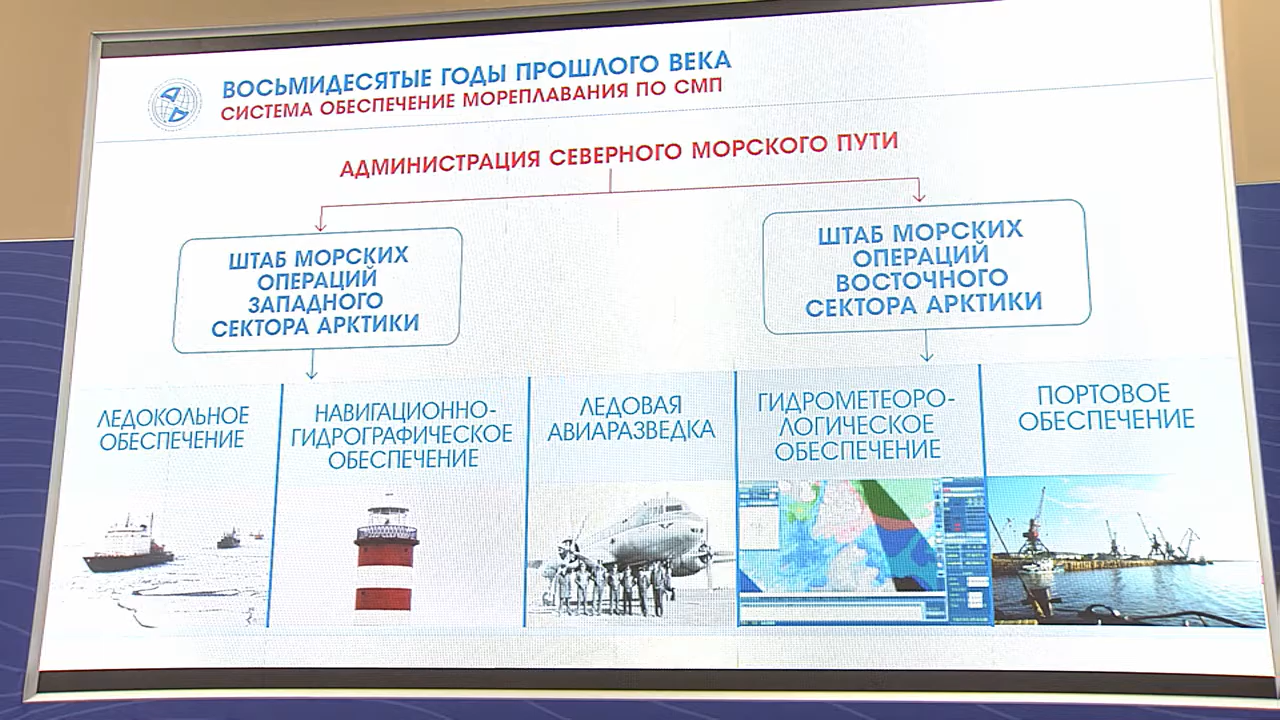 ВОСЬМИДЕСЯТЫЕ ГОДЫ ПРОШЛОГО ВЕКА
СИСТЕМА ОБЕСПЕЧЕНИЕ МОРЕПЛАВАНИЯ ПО СМП
АДМИНИСТРАЦИЯ СЕВЕРНОГО МОРСКОГО ПУТИ
ШТАБ МОРСКИХ
ОПЕРАЦИЙ
ЗАПАДНОГО
СЕКТОРА АРКТИКИ
ШТАБ МОРСКИХ
ОПЕРАЦИЙ
ВОСТОЧНОГО
СЕКТОРА АРКТИКИ
ЛЕДОКОЛЬНОЕ
ОБЕСПЕЧЕНИЕ
НАВИГАЦИОННО-
ГИДРОГРАФИЧЕСКОЕ
ОБЕСПЕЧЕНИЕ
ЛЕДОВАЯ
АВИАРАЗВЕДКА
ГИДРОМЕТЕОРО-
ЛОГИЧЕСКОЕ
ОБЕСПЕЧЕНИЕ
ПОРТОВОЕ
ОБЕСПЕЧЕНИЕ